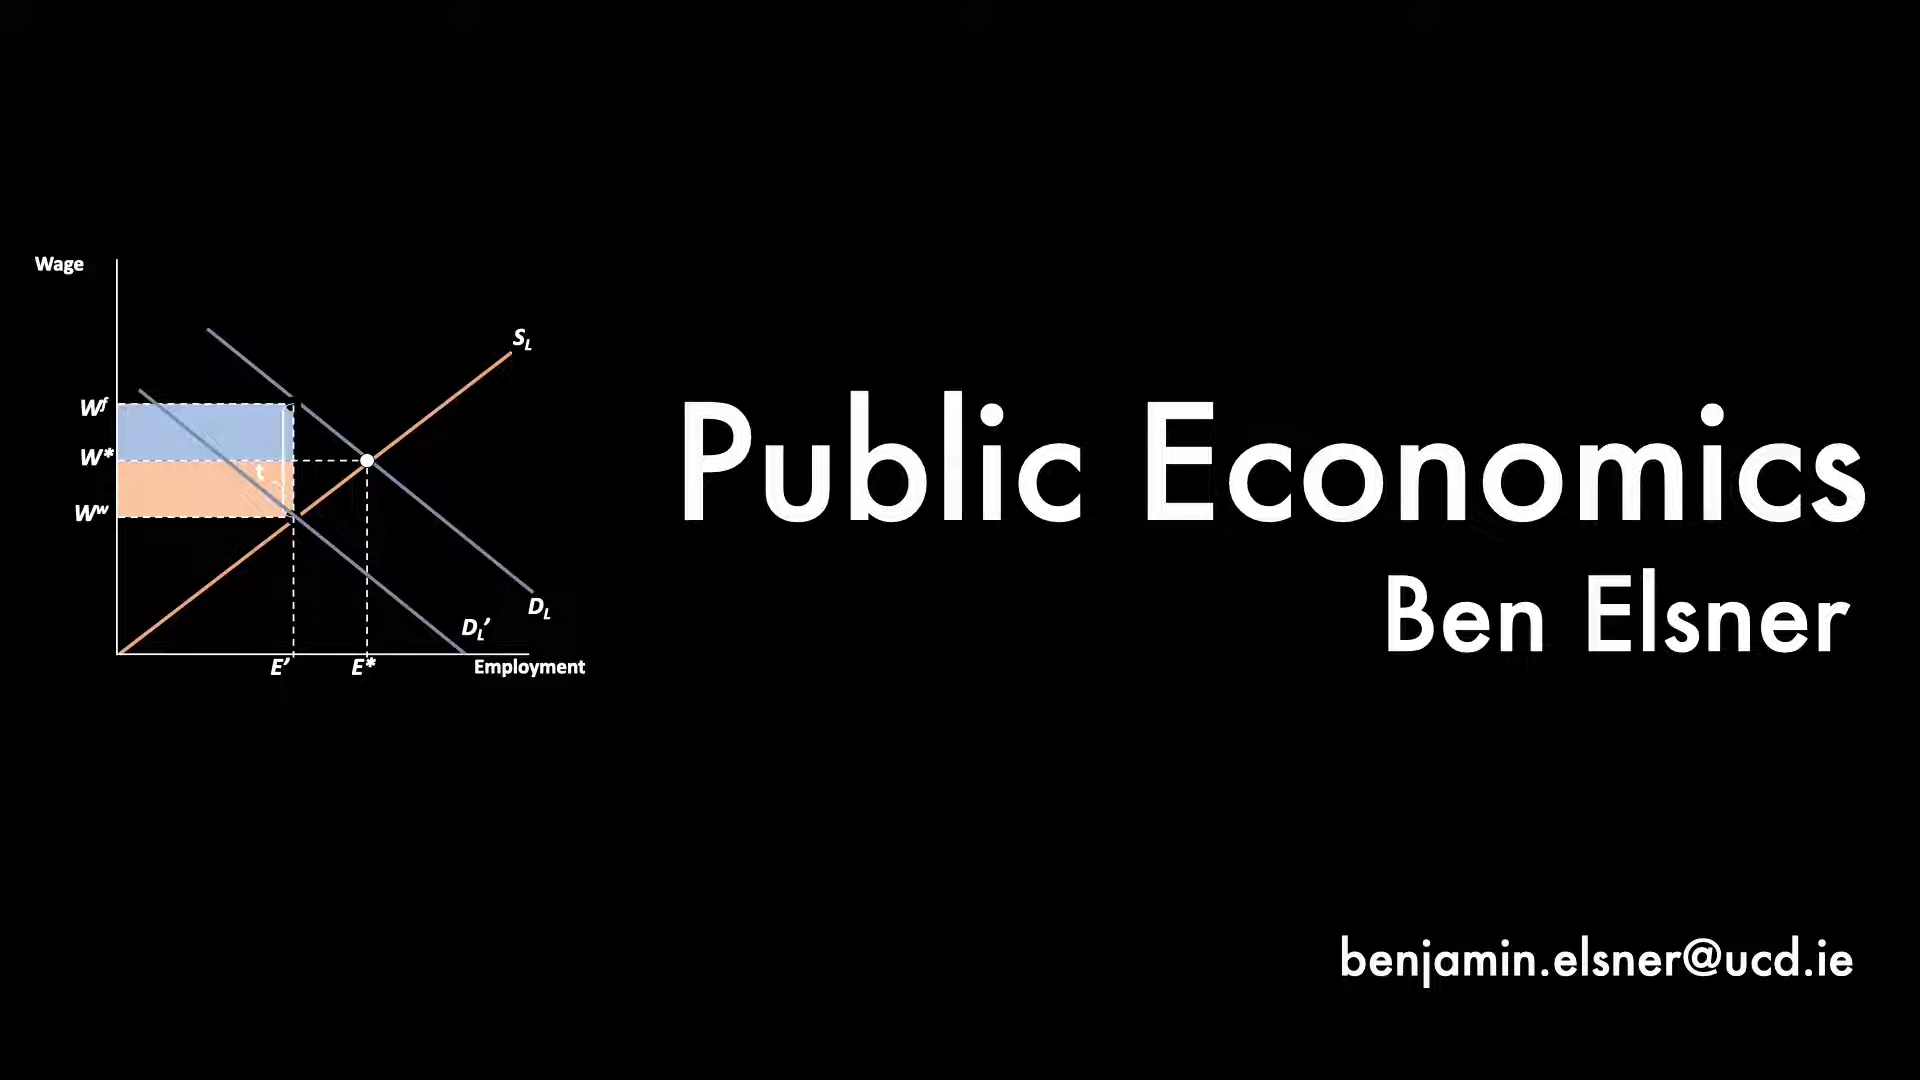 Wage
S_L
W^f
W*
t
W^w
D_L
D_L’
E’
E*
Employment
Public Economics
Ben Elsner
benjamin.elsner@ucd.ie